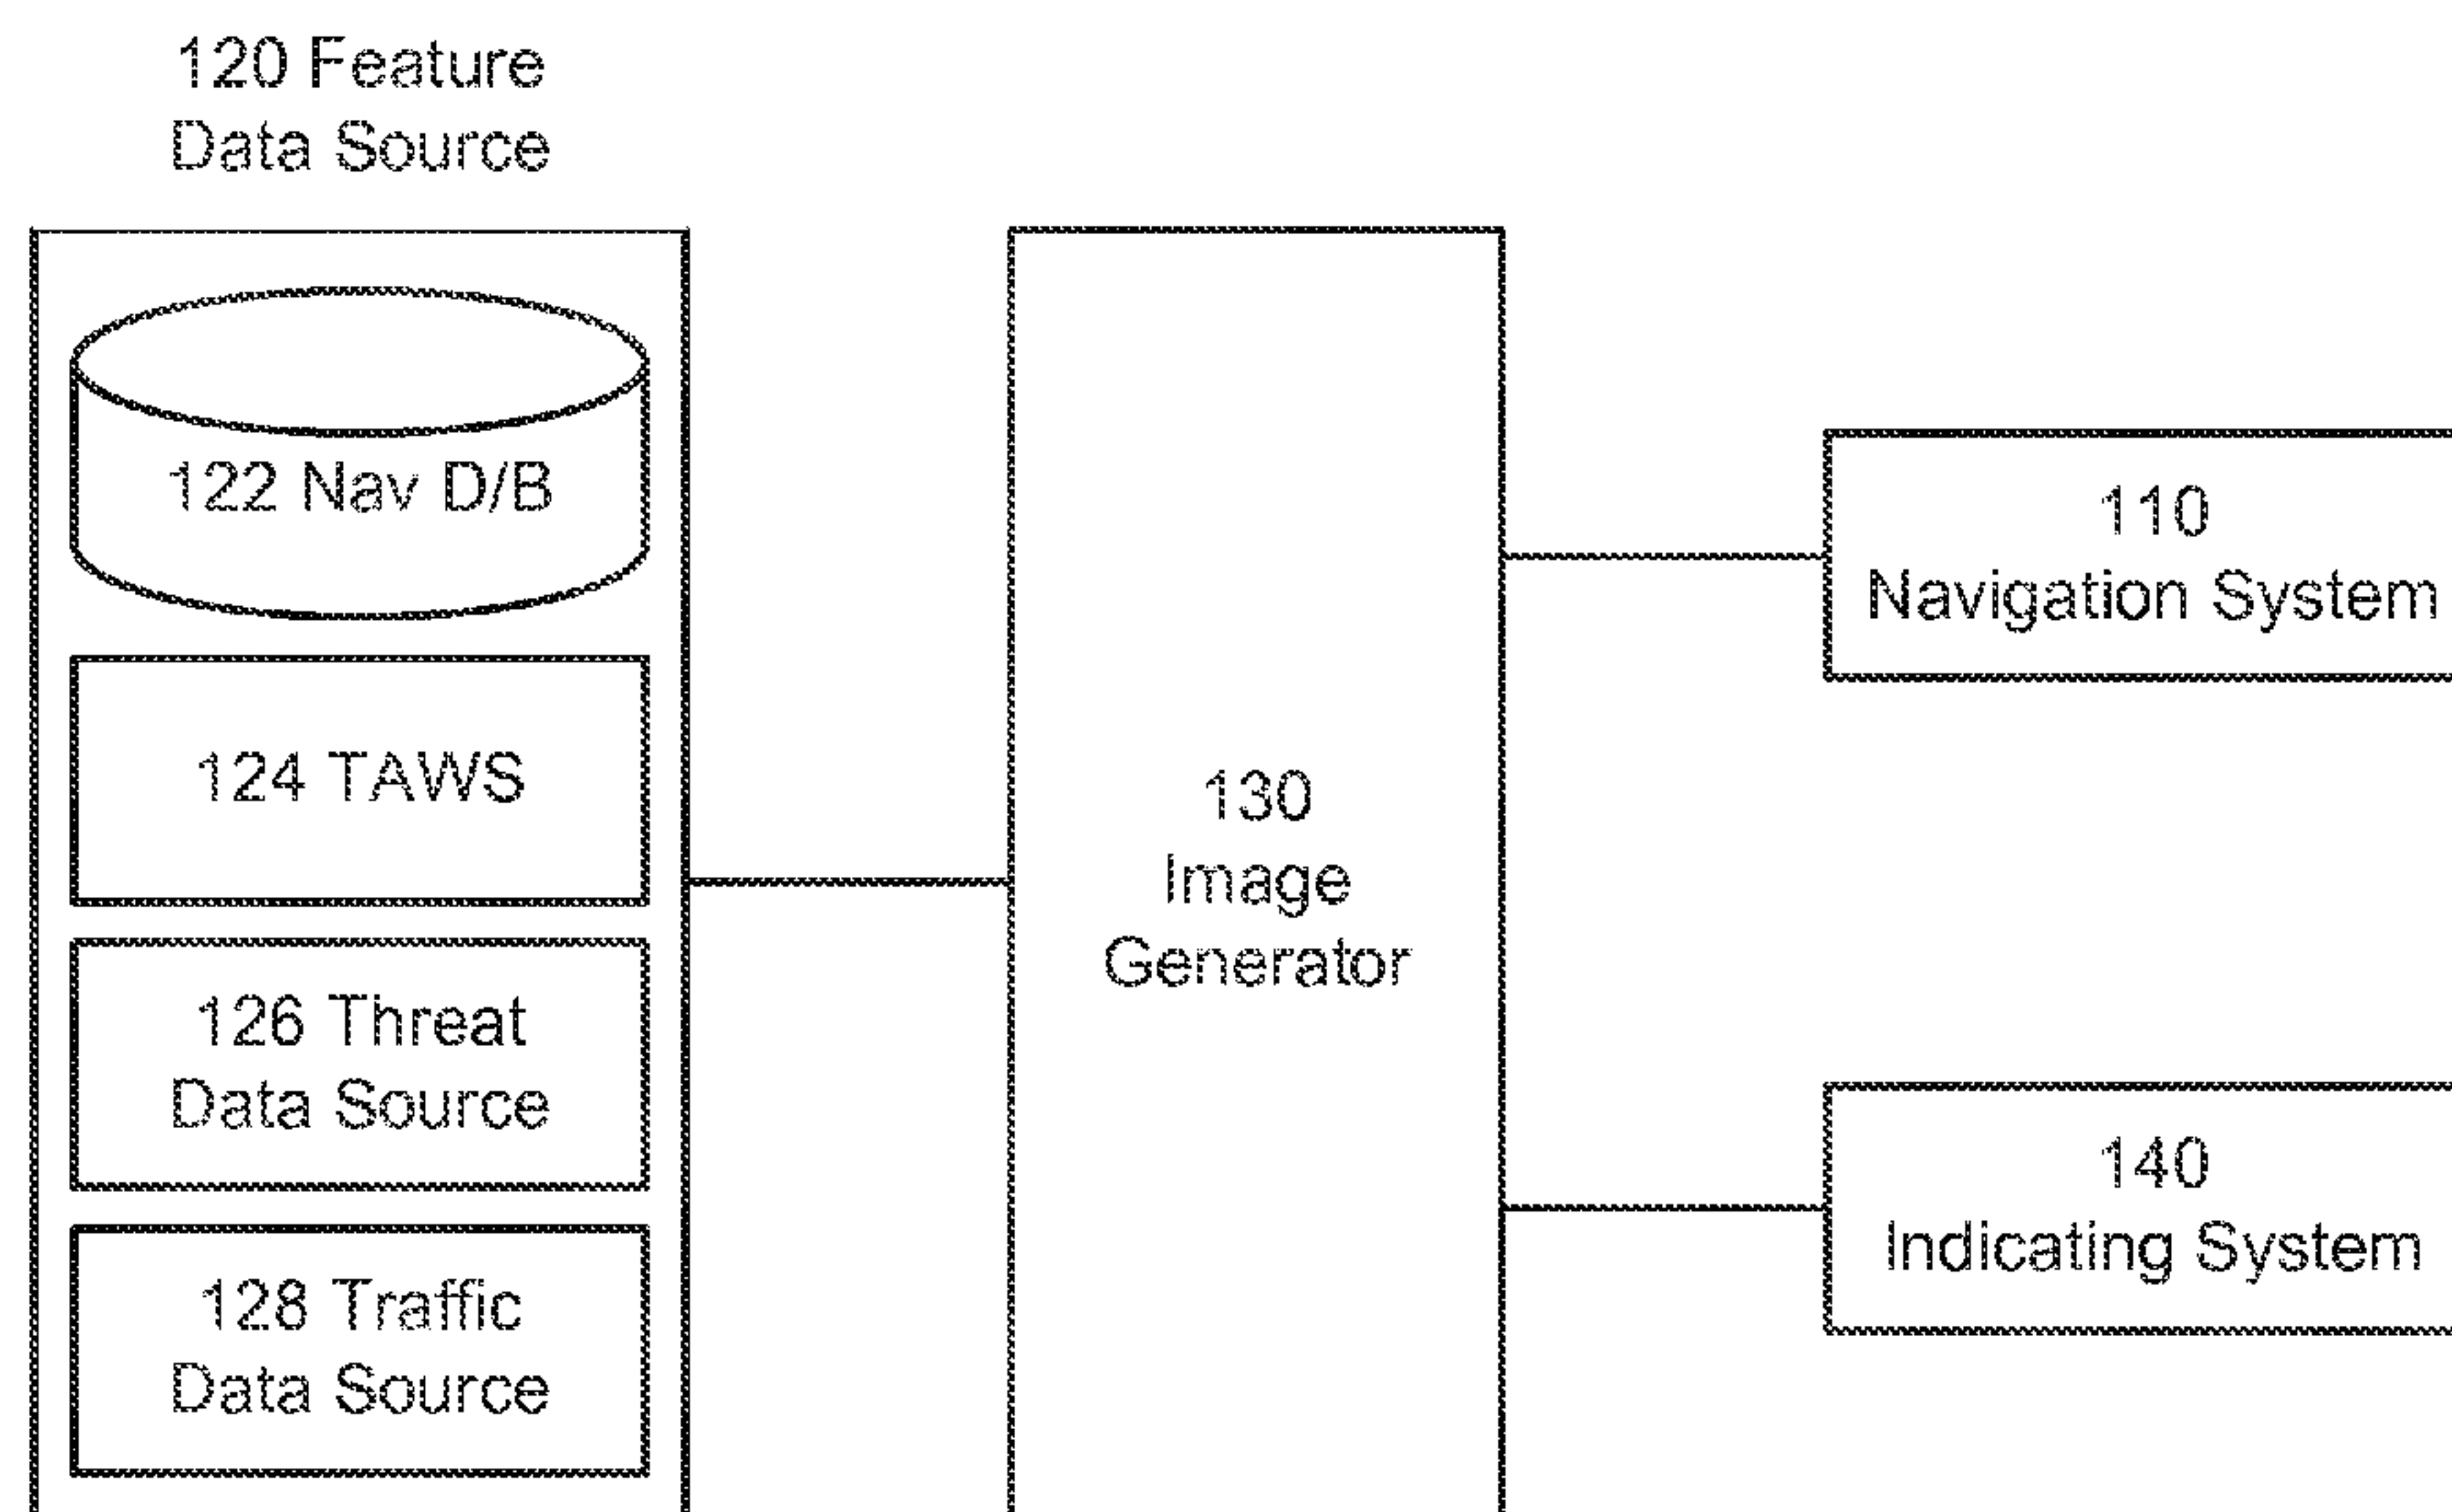 120 Feature
Data Source
122 Nav D/B
124 TAWS
126 Threat
Data Source
128 Traffic
Data Source
130
Image
Generator
110
Navigation System
140
Indicating System